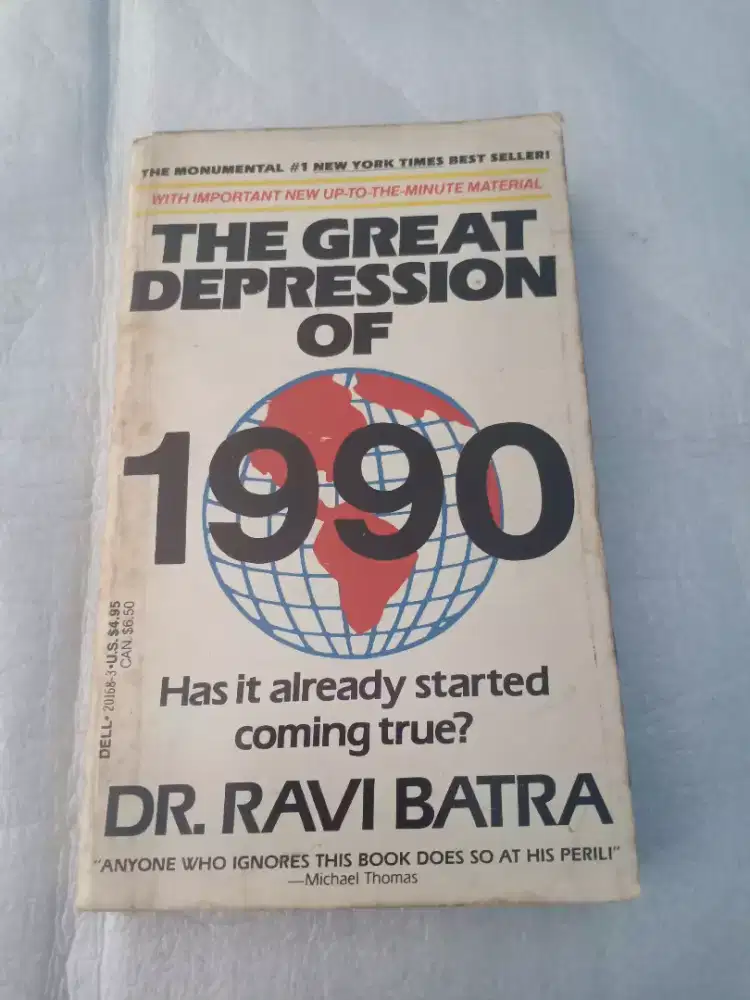 THE MONUMENTAL #1 NEW YORK TIMES BEST SELLER!
WITH IMPORTANT NEW UP-TO-THE-MINUTE MATERIAL
THE GREAT
DEPRESSION
OF
1990
DELL • 20168-3 • U.S. $4.95
CAN. $6.50
Has it already started
coming true?
DR. RAVI BATRA
"ANYONE WHO IGNORES THIS BOOK DOES SO AT HIS PERIL!"
—Michael Thomas